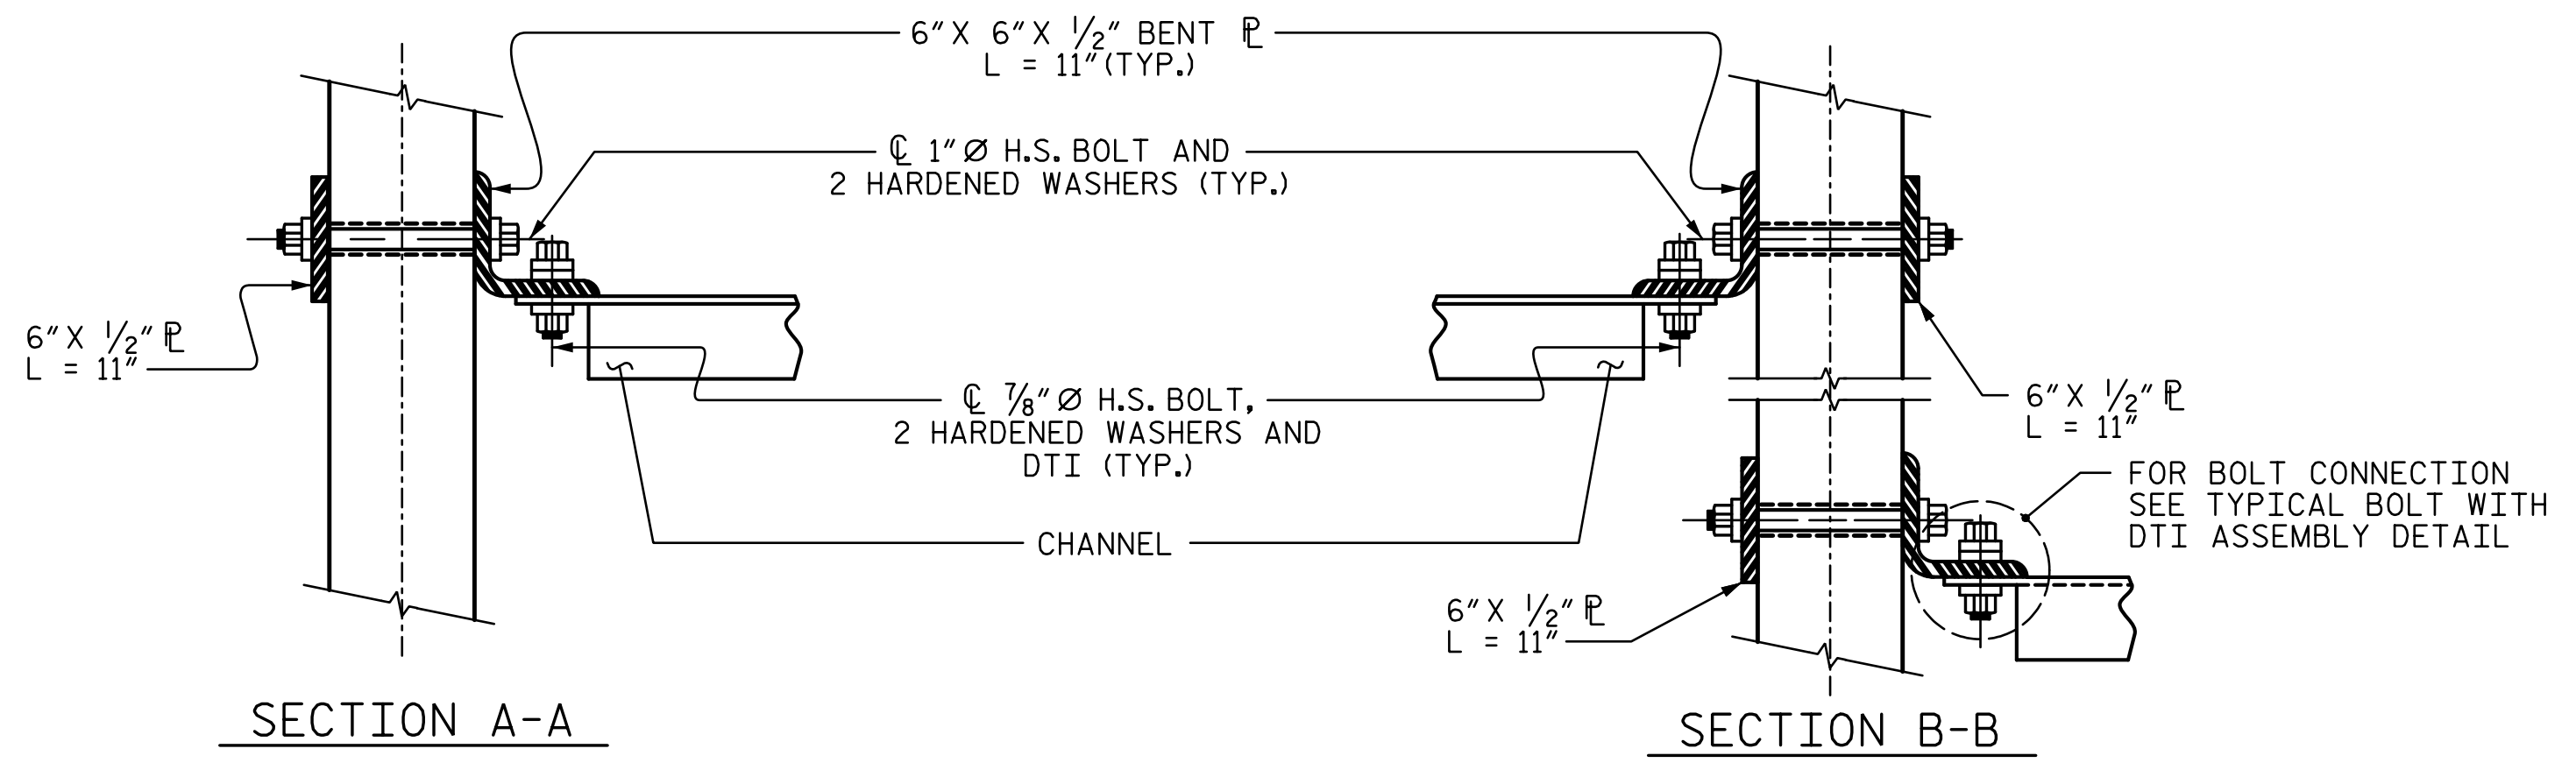 6" X 6" X 1/2" BENT ⅊
L = 11" (TYP.)
℄ 1" Ø H.S. BOLT AND
2 HARDENED WASHERS (TYP.)
6" X 1/2" ⅊
L = 11"
℄ 7/8" Ø H.S. BOLT,
2 HARDENED WASHERS AND
DTI (TYP.)
CHANNEL
6" X 1/2" ⅊
L = 11"
FOR BOLT CONNECTION
SEE TYPICAL BOLT WITH
DTI ASSEMBLY DETAIL
6" X 1/2" ⅊
L = 11"
SECTION A-A
SECTION B-B